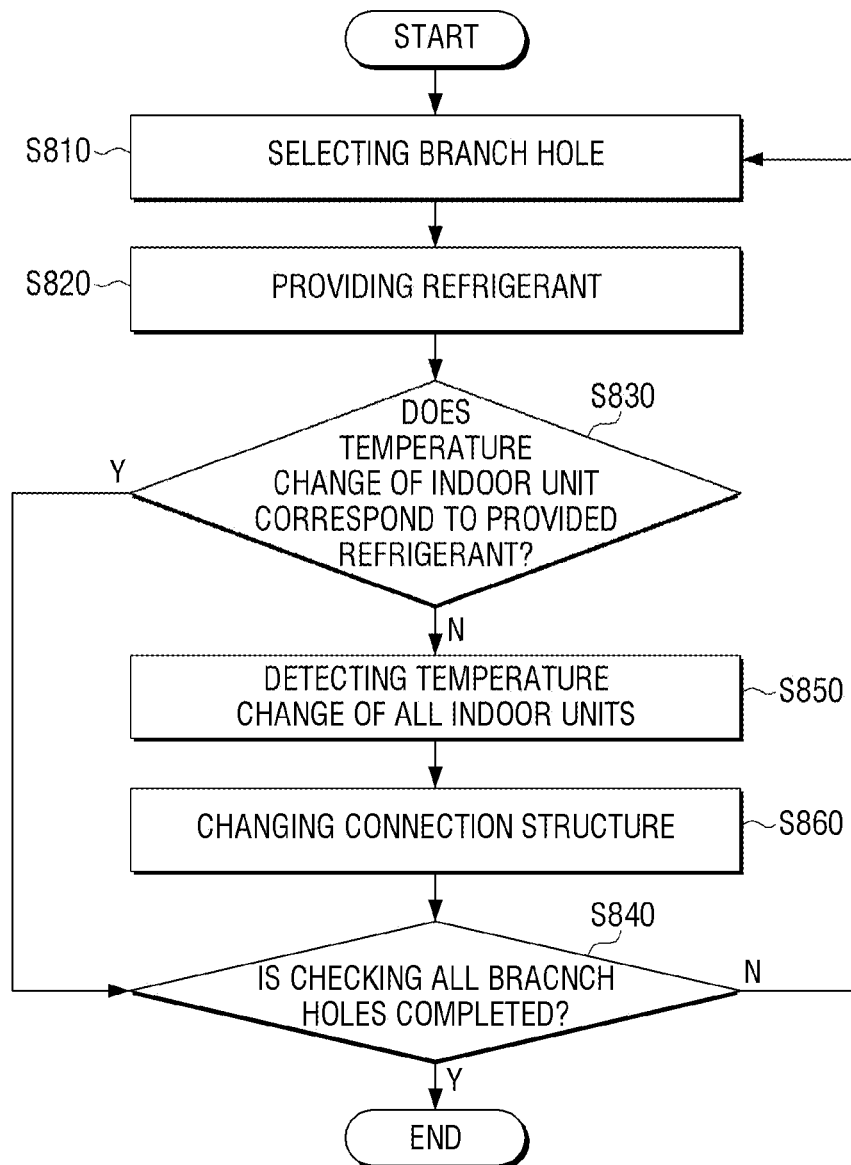 START
S810
SELECTING BRANCH HOLE
S820
PROVIDING REFRIGERANT
S830
DOES
TEMPERATURE
CHANGE OF INDOOR UNIT
CORRESPOND TO PROVIDED
REFRIGERANT?
Y
N
DETECTING TEMPERATURE
CHANGE OF ALL INDOOR UNITS
S850
CHANGING CONNECTION STRUCTURE
S860
S840
IS CHECKING ALL BRACNCH
HOLES COMPLETED?
N
Y
END